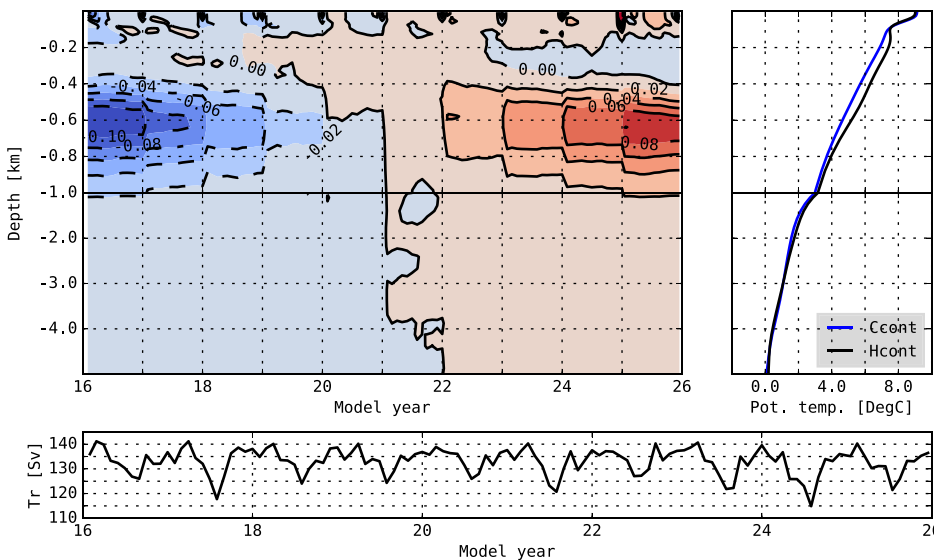 -0.2
-0.4
-0.6
-0.8
-1.0
-2.0
-3.0
-4.0
Depth [km]
0.00
0.04
0.06
0.10
0.08
0.02
0.00
0.02
0.04
0.06
0.08
16 18 20 22 24 26
Model year
Ccont
Hcont
0.0 4.0 8.0
Pot. temp. [DegC]
140
130
120
110
Tr [Sv]
16 18 20 22 24 26
Model year